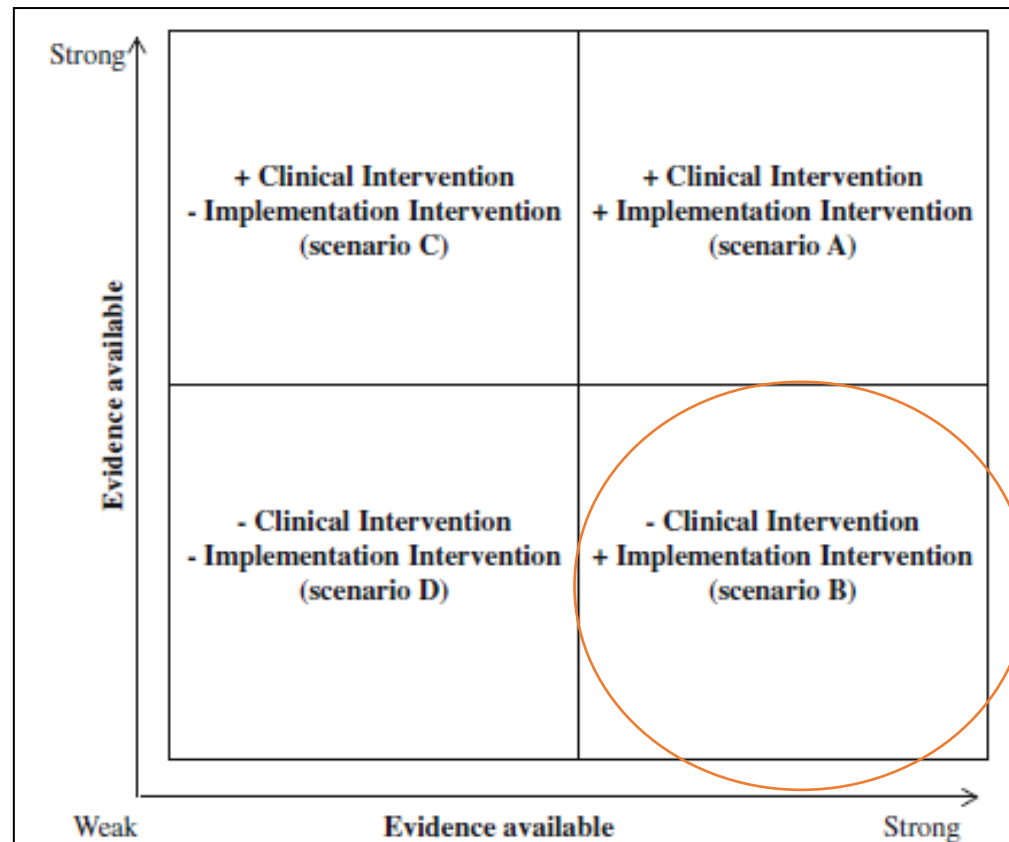 Strong
+ Clinical Intervention
- Implementation Intervention
(scenario C)
+ Clinical Intervention
+ Implementation Intervention
(scenario A)
Evidence available
- Clinical Intervention
- Implementation Intervention
(scenario D)
- Clinical Intervention
+ Implementation Intervention
(scenario B)
Weak
Evidence available
Strong